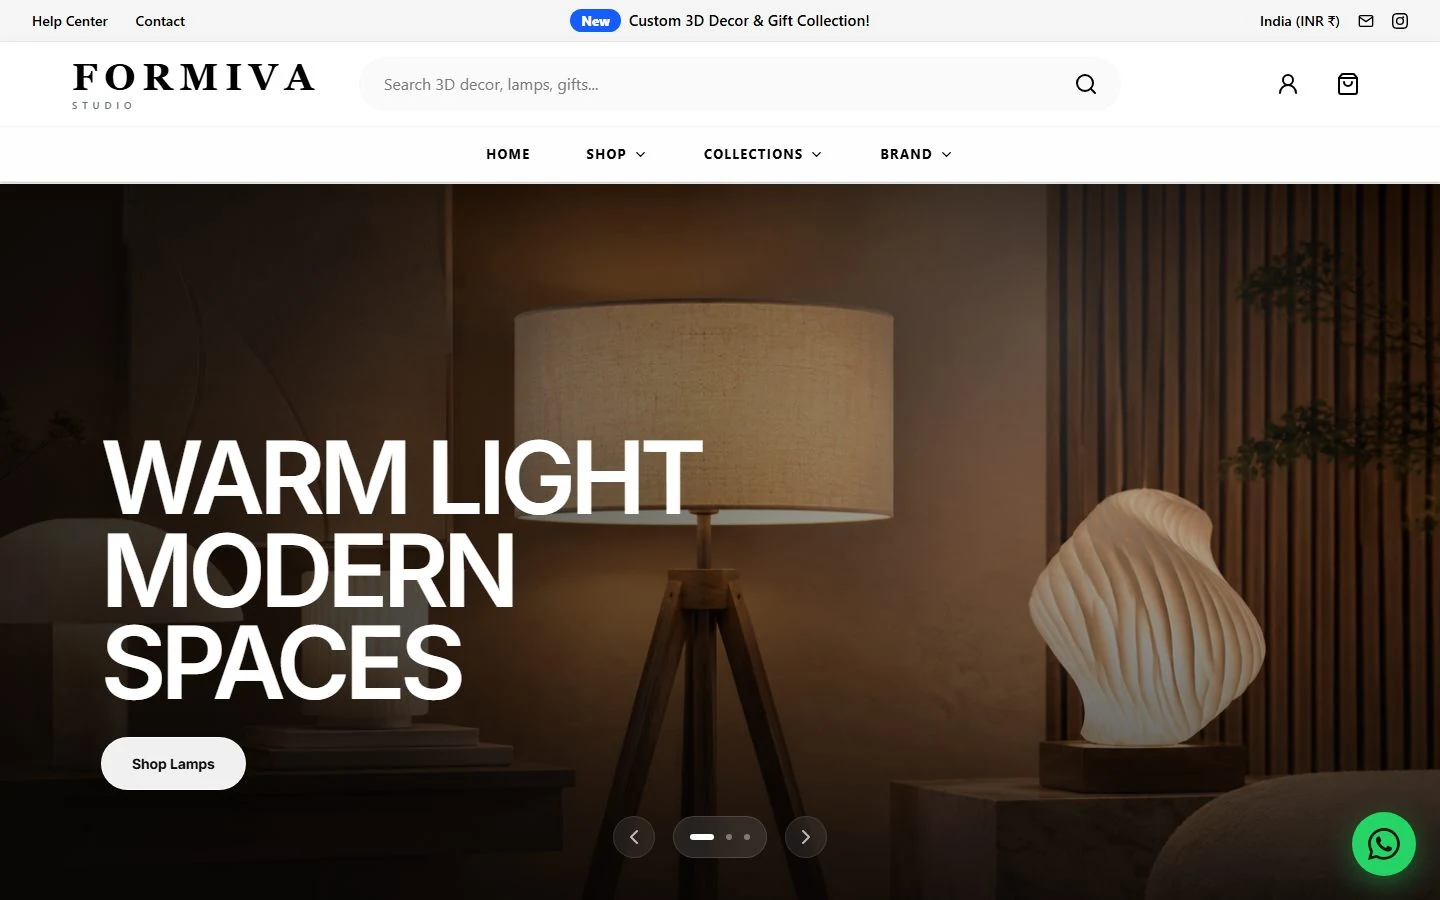 Help Center
Contact
New Custom 3D Decor & Gift Collection!
India (INR ₹)
FORMIVA
STUDIO
Search 3D decor, lamps, gifts...
HOME
SHOP
COLLECTIONS
BRAND
WARM LIGHT
MODERN
SPACES
Shop Lamps